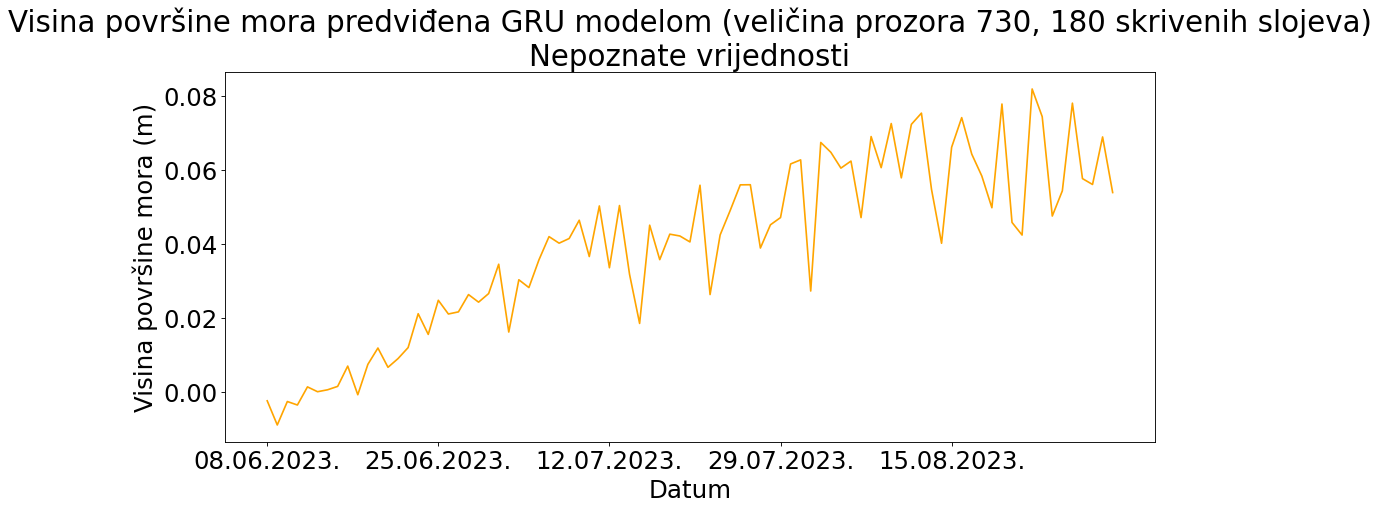 Visina površine mora predviđena GRU modelom (veličina prozora 730, 180 skrivenih slojeva)
Nepoznate vrijednosti
Visina površine mora (m)
0.08
0.06
0.04
0.02
0.00
08.06.2023. 25.06.2023. 12.07.2023. 29.07.2023. 15.08.2023.
Datum